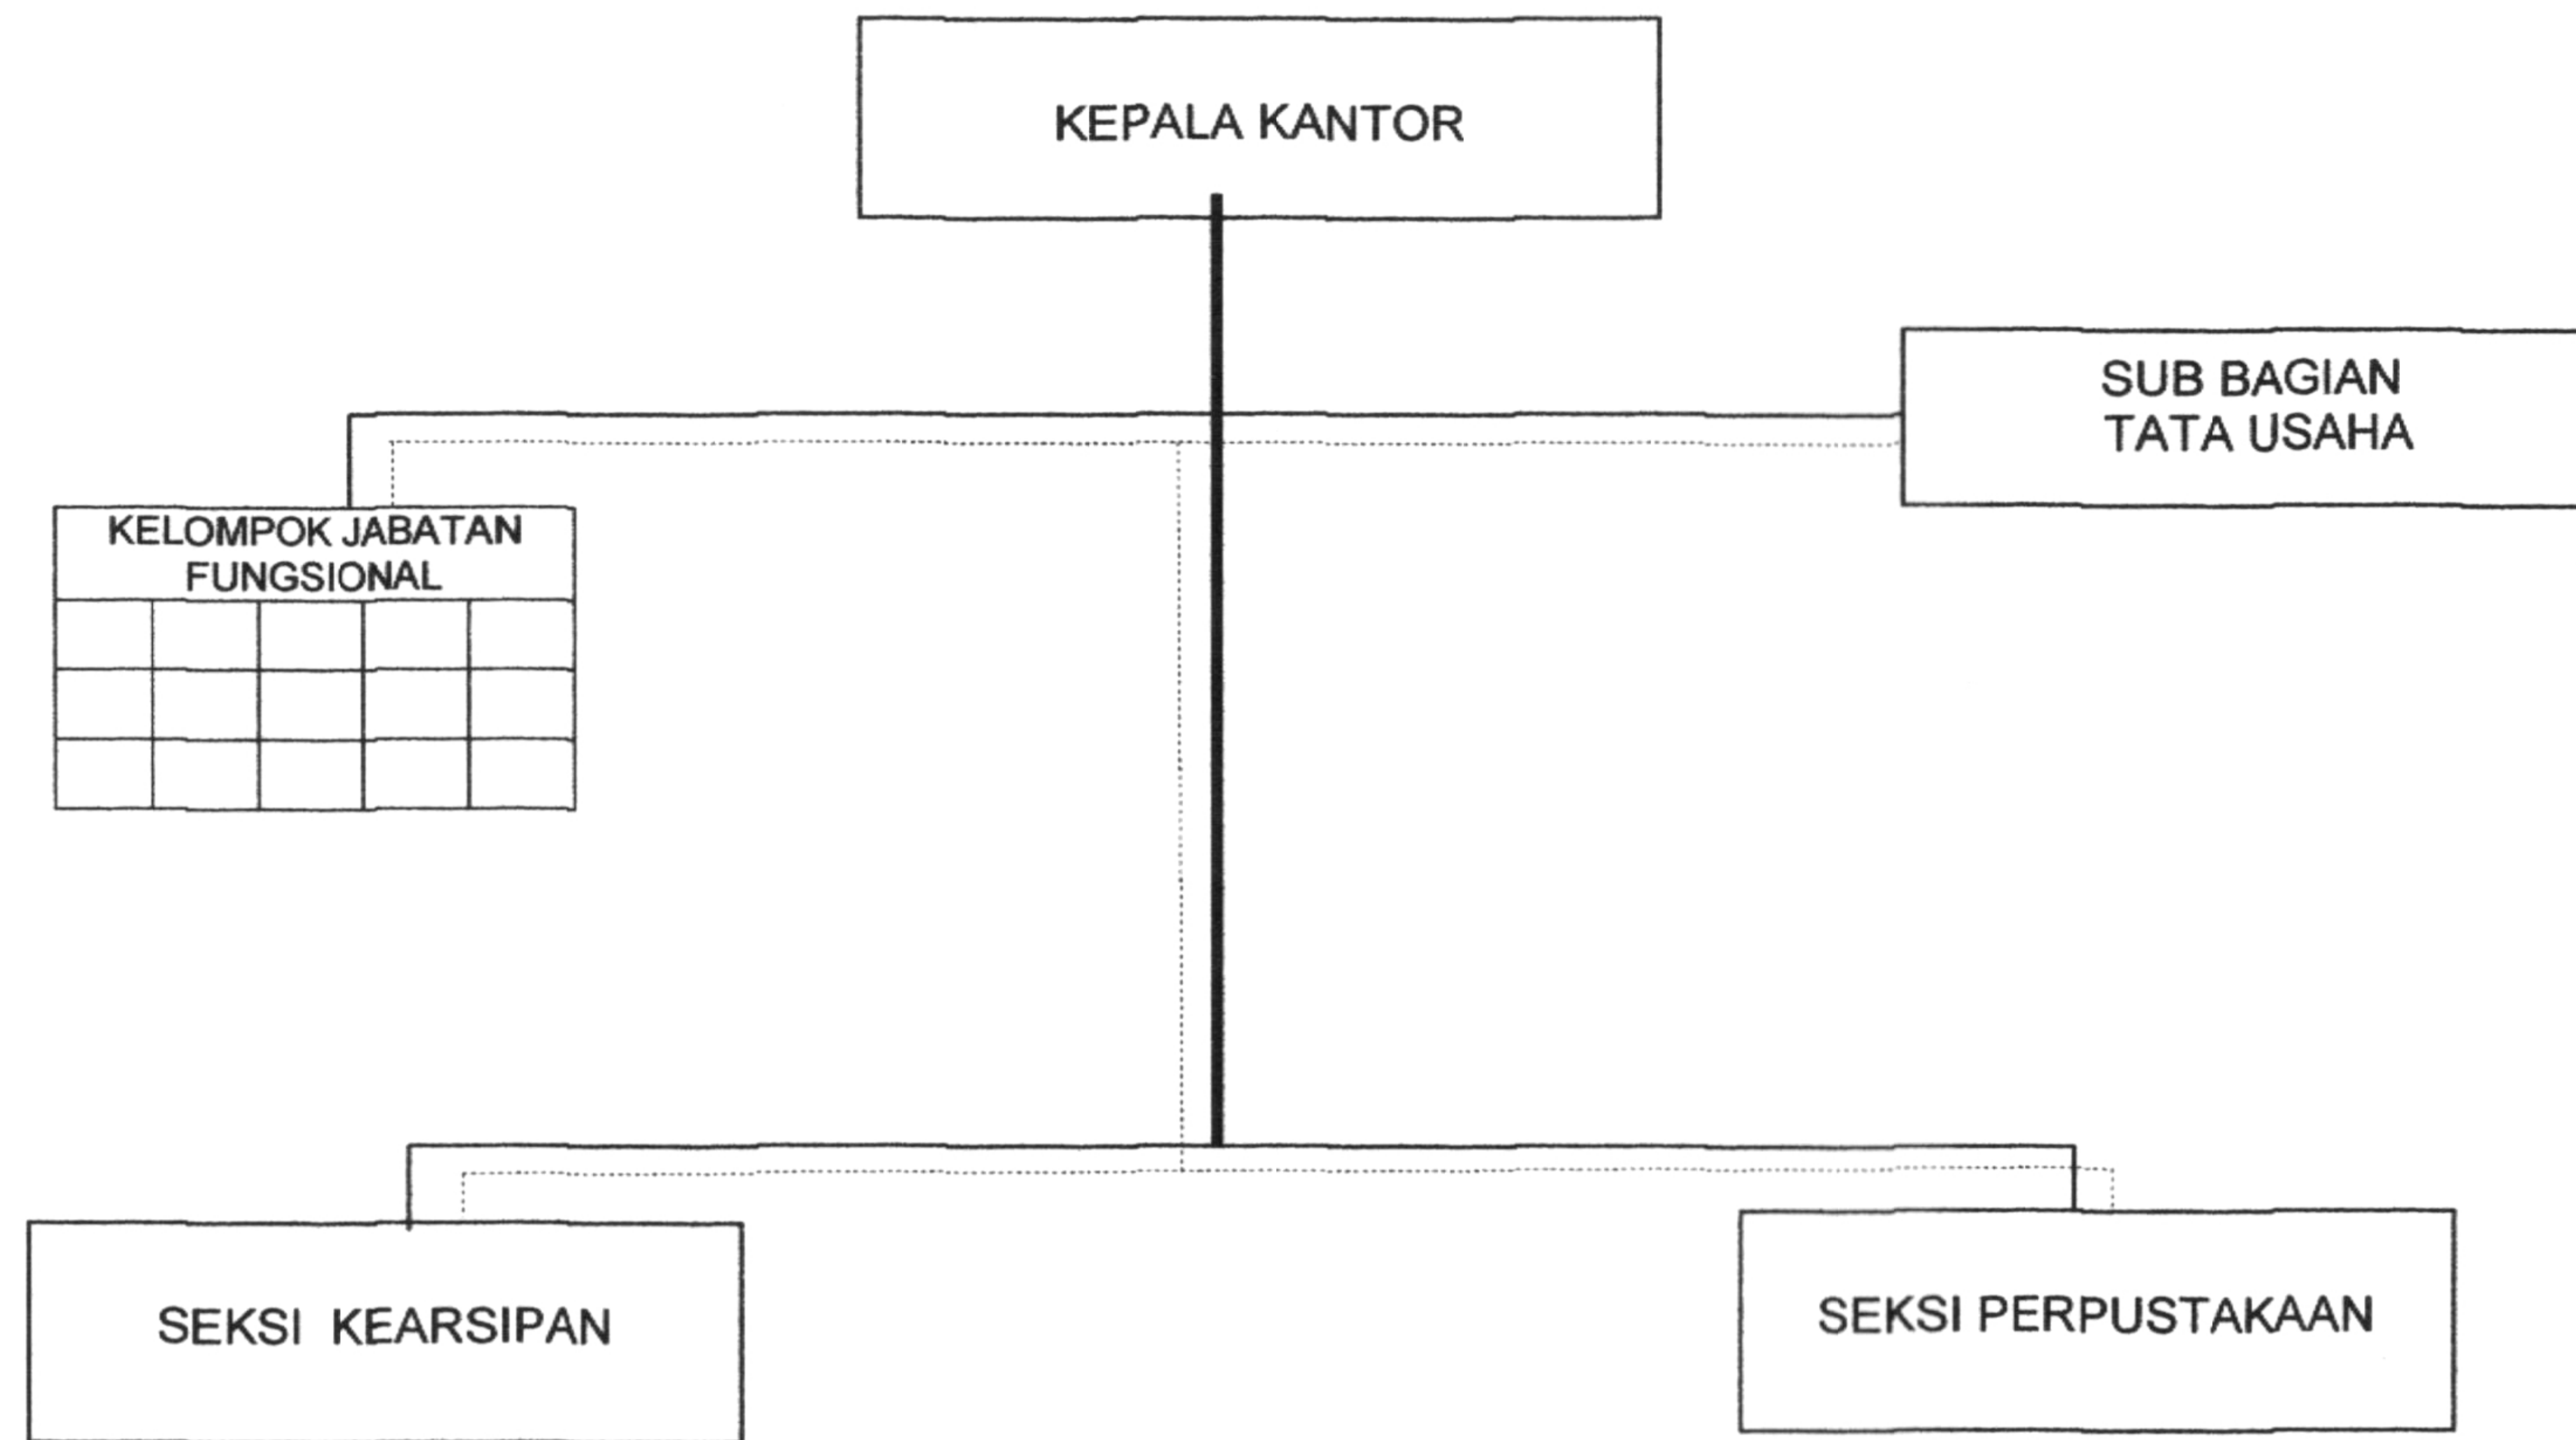 KEPALA KANTOR
SUB BAGIAN
TATA USAHA
KELOMPOK JABATAN
FUNGSIONAL
SEKSI KEARSIPAN
SEKSI PERPUSTAKAAN